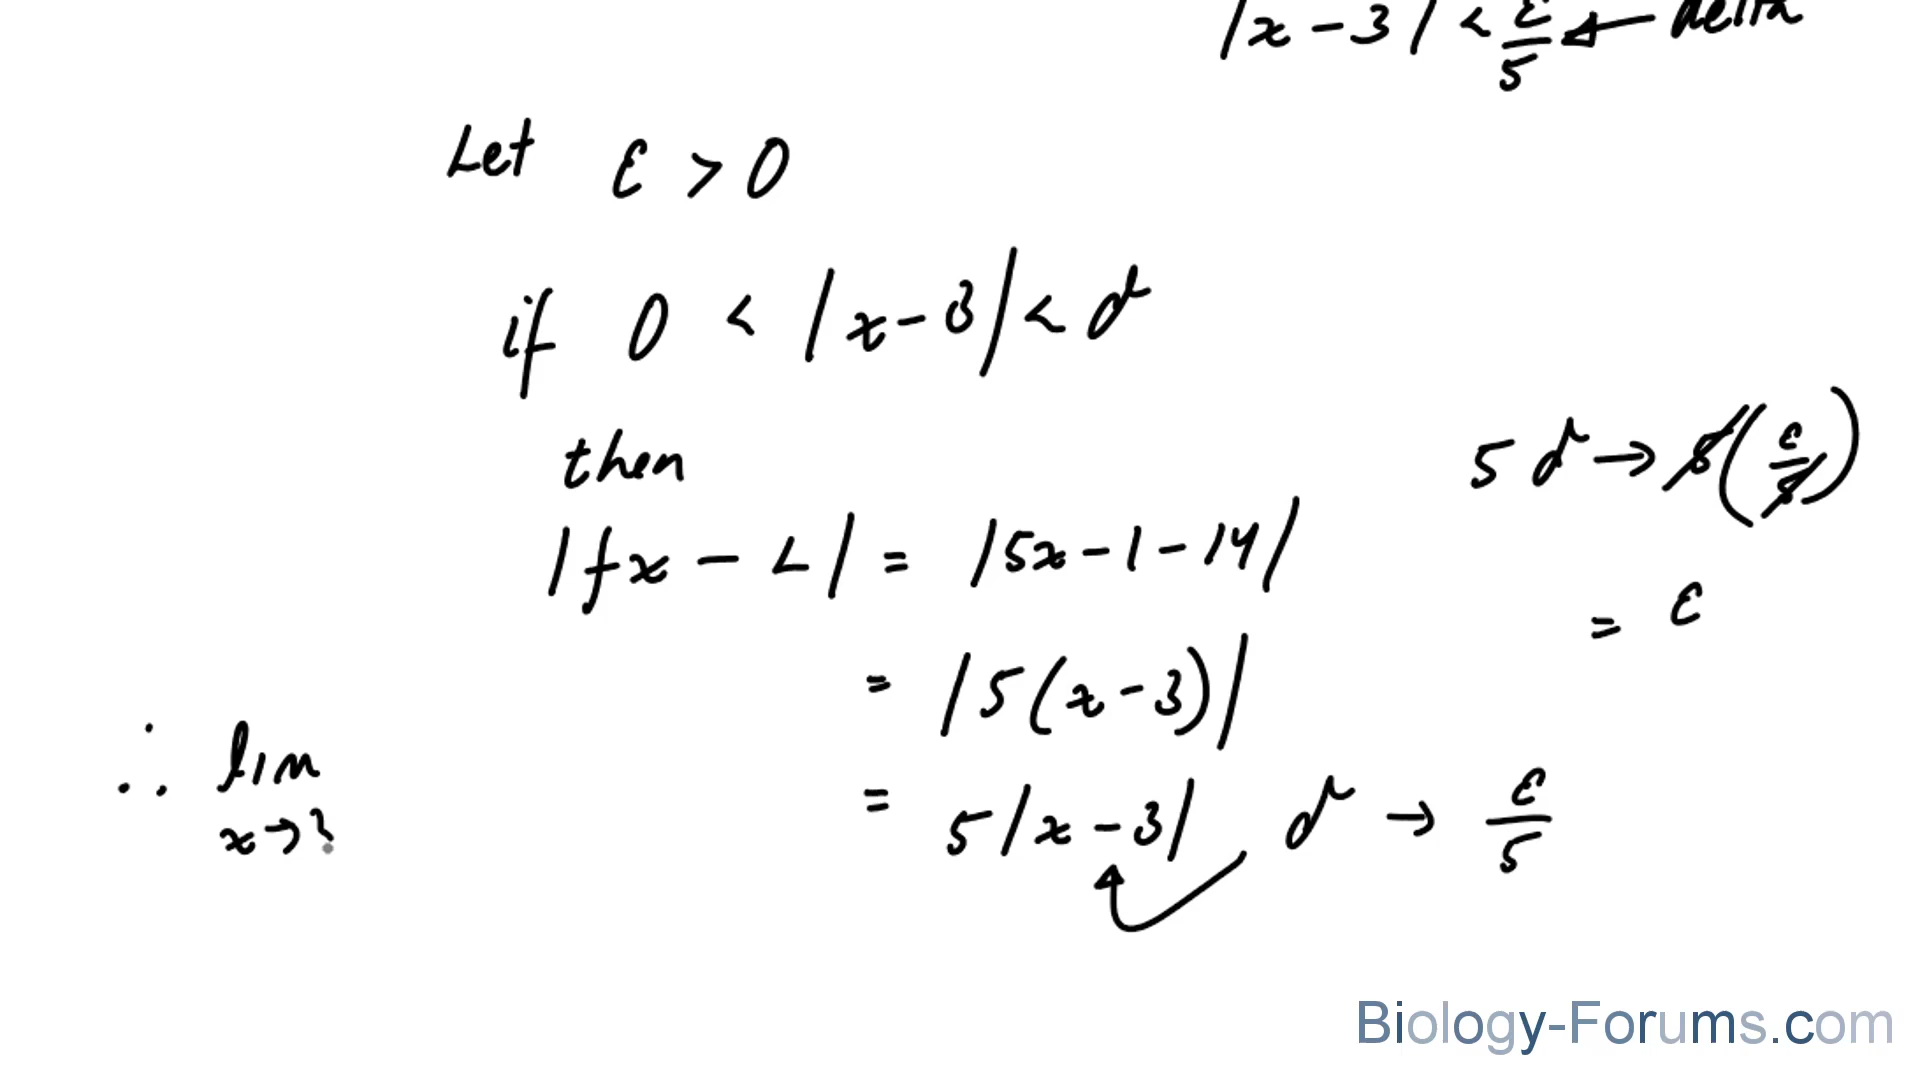 |x - 3| < ε/5 ← delta
Let ε > 0
if 0 < |x - 3| < δ
then
5δ → 5(ε/5)
|fx - L| = |5x - 1 - 14|
= ε
= |5(x - 3)|
∴ lim x→3
= 5|x - 3| δ → ε/5
Biology-Forums.com